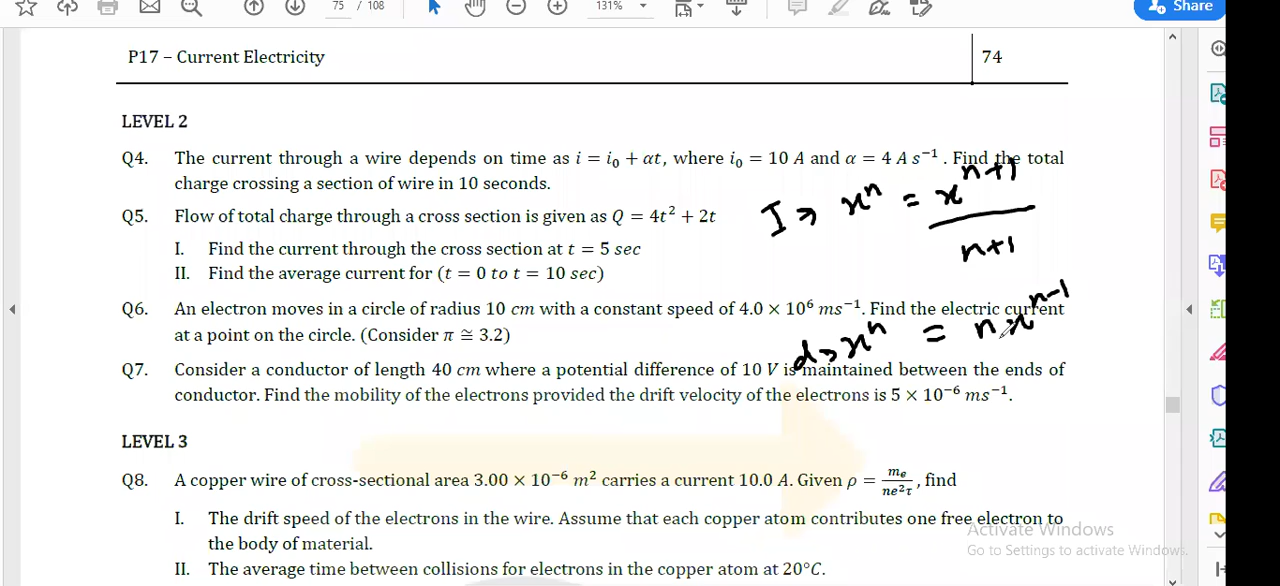 75 / 108
131%
Share
P17 – Current Electricity
74
LEVEL 2
Q4. The current through a wire depends on time as i = i₀ + αt, where i₀ = 10 A and α = 4 A s⁻¹ . Find the total
charge crossing a section of wire in 10 seconds.
Q5. Flow of total charge through a cross section is given as Q = 4t² + 2t
I. Find the current through the cross section at t = 5 sec
II. Find the average current for (t = 0 to t = 10 sec)
I → xⁿ = xⁿ⁺¹ / n+1
Q6. An electron moves in a circle of radius 10 cm with a constant speed of 4.0 × 10⁶ ms⁻¹. Find the electric current
at a point on the circle. (Consider π ≅ 3.2)
d → xⁿ = n xⁿ⁻¹
Q7. Consider a conductor of length 40 cm where a potential difference of 10 V is maintained between the ends of
conductor. Find the mobility of the electrons provided the drift velocity of the electrons is 5 × 10⁻⁶ ms⁻¹.
LEVEL 3
Q8. A copper wire of cross-sectional area 3.00 × 10⁻⁶ m² carries a current 10.0 A. Given ρ = mₑ / ne²τ , find
I. The drift speed of the electrons in the wire. Assume that each copper atom contributes one free electron to
the body of material.
II. The average time between collisions for electrons in the copper atom at 20°C.
Activate Windows
Go to Settings to activate Windows.